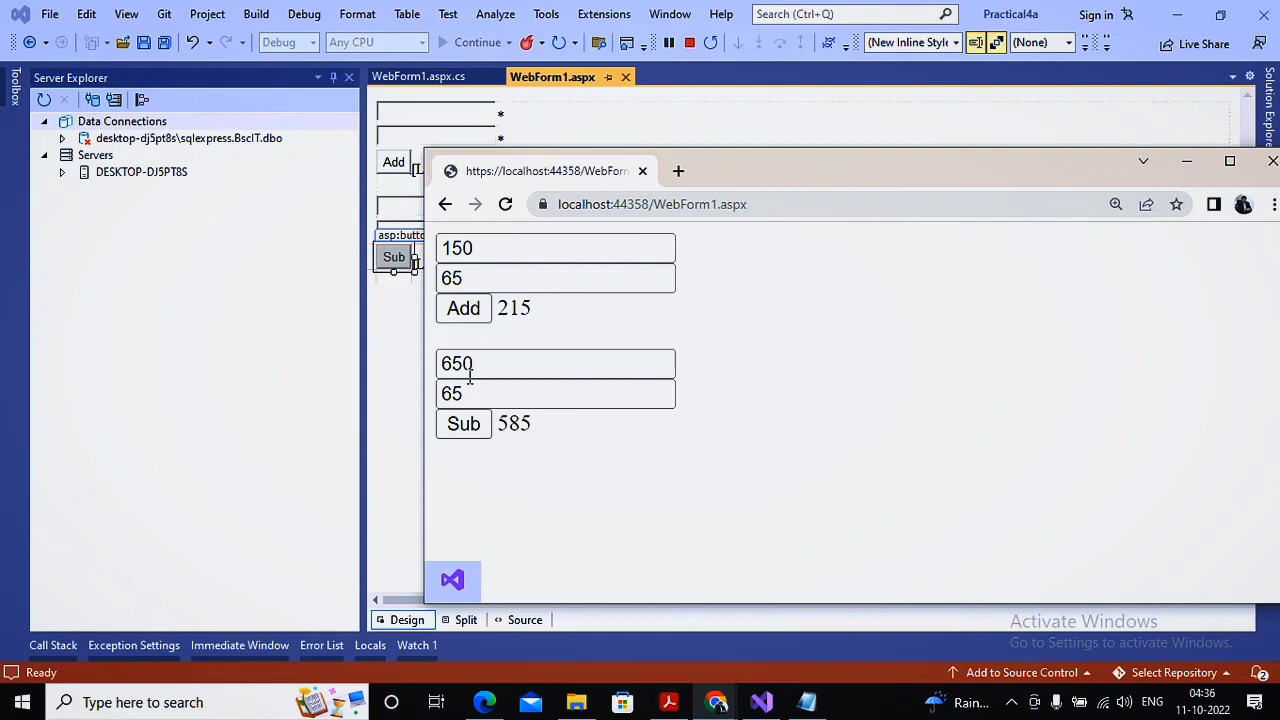 File Edit View Git Project Build Debug Format Table Test Analyze Tools Extensions Window Help Search (Ctrl+Q) Practical4a Sign in
Debug Any CPU Continue (New Inline Style (None) Live Share
Toolbox
Server Explorer
Data Connections
desktop-dj5pt8s\sqlexpress.BscIT.dbo
Servers
DESKTOP-DJ5PT8S
WebForm1.aspx.cs WebForm1.aspx
*
*
Add
asp:butto
Sub
Solution Explorer
https://localhost:44358/WebForm
localhost:44358/WebForm1.aspx
150
65
Add 215
650
65
Sub 585
Design Split Source
Activate Windows
Go to Settings to activate Windows.
Call Stack Exception Settings Immediate Window Error List Locals Watch 1
Ready Add to Source Control Select Repository 2
Type here to search Rain... ENG 04:36
11-10-2022